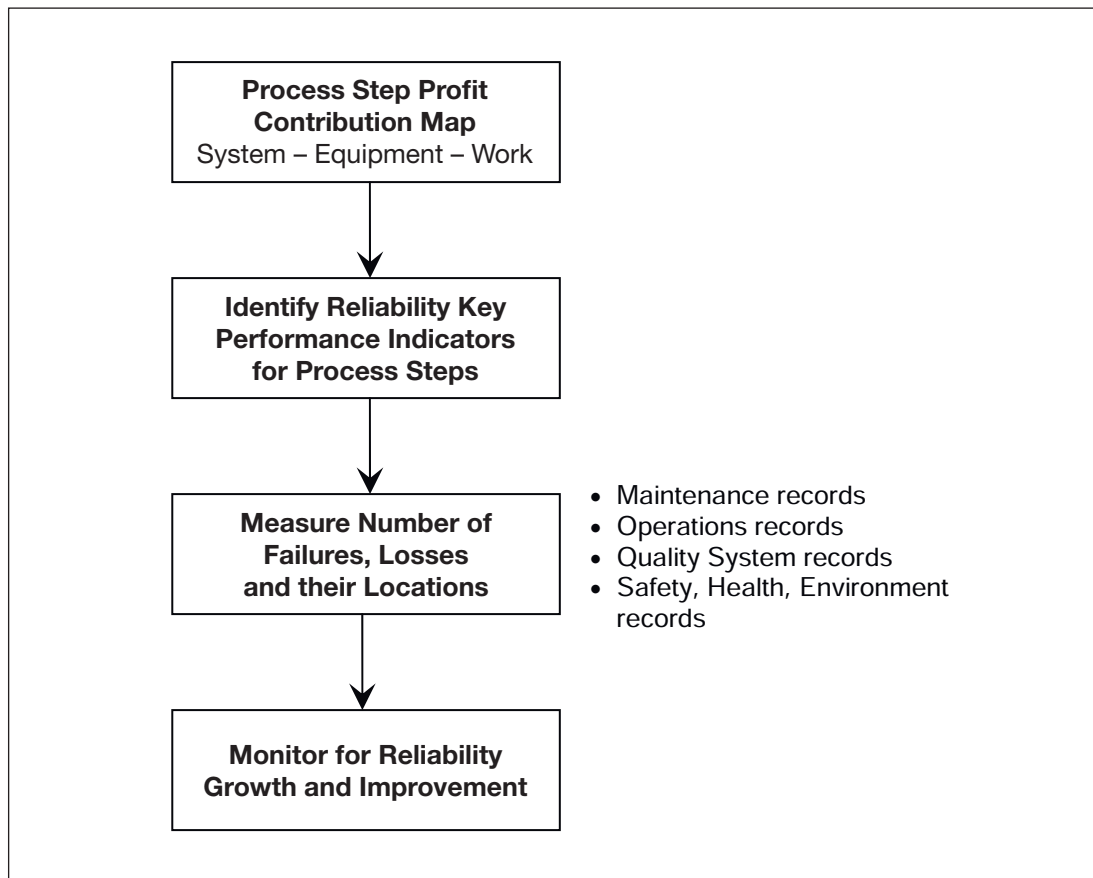 Process Step Profit
Contribution Map
System – Equipment – Work
Identify Reliability Key
Performance Indicators
for Process Steps
Measure Number of
Failures, Losses
and their Locations
• Maintenance records
• Operations records
• Quality System records
• Safety, Health, Environment
records
Monitor for Reliability
Growth and Improvement